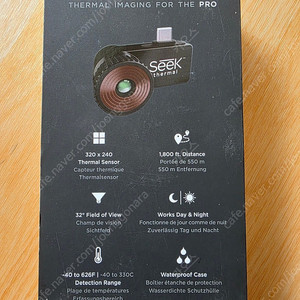 THERMAL IMAGING FOR THE PRO
Seek
thermal
320 x 240
Thermal Sensor
Capteur thermique
Thermalsensor
1,800 ft. Distance
Portée de 550 m
550 m Entfernung
32° Field of View
Champ de vision
Sichtfeld
Works Day & Night
Fonctionne de jour comme de nuit
Zuverlässig Tag und Nacht
-40 to 626F | -40 to 330C
Detection Range
Plage de températures
Erfassungsbereich
Waterproof Case
Boîtier étanche de protection
Wasserdichte Schutzhülle